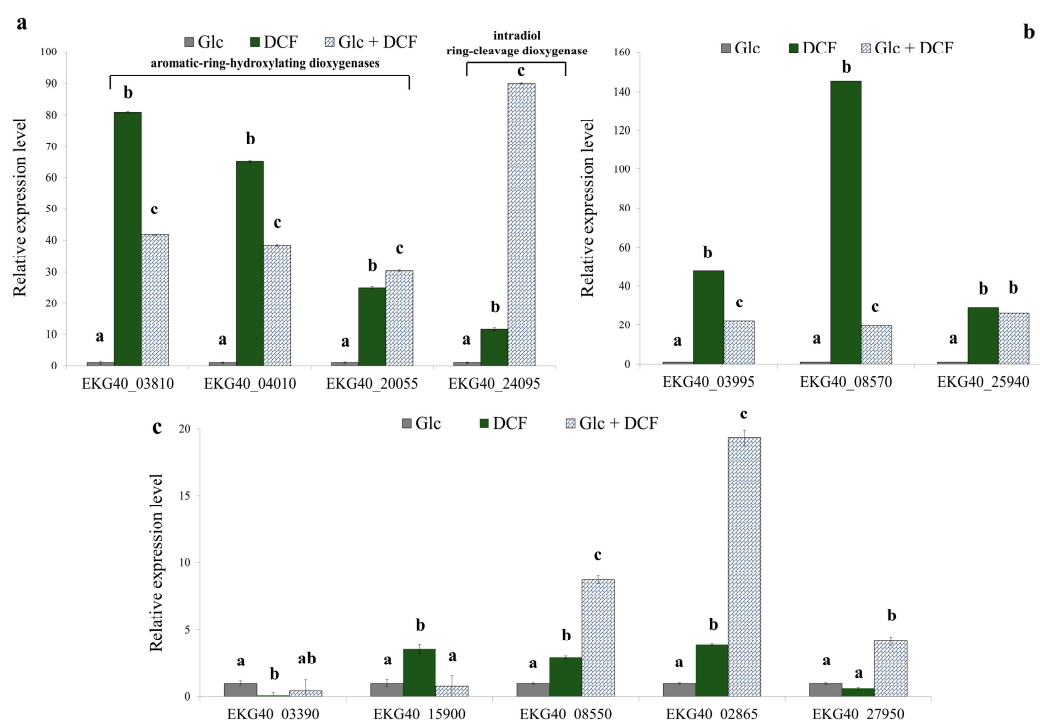 a
Glc DCF Glc + DCF
intradiol
ring-cleavage dioxygenase
aromatic-ring-hydroxylating dioxygenases
Relative expression level
100
90
80
70
60
50
40
30
20
10
0
a b c
a b c
a b c
a b c
EKG40_03810 EKG40_04010 EKG40_20055 EKG40_24095
b
Glc DCF Glc + DCF
Relative expression level
160
140
120
100
80
60
40
20
0
a b c
a b c
a b b
EKG40_03995 EKG40_08570 EKG40_25940
c
Glc DCF Glc + DCF
Relative expression level
20
15
10
5
0
a b ab
a b a
a b c
a b c
a a b
EKG40_03390 EKG40_15900 EKG40_08550 EKG40_02865 EKG40_27950